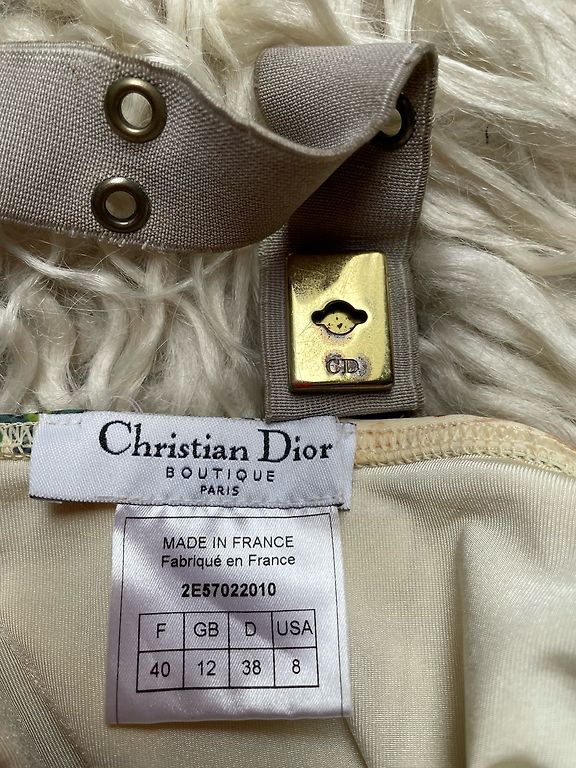 CD
Christian Dior
BOUTIQUE
PARIS
MADE IN FRANCE
Fabriqué en France
2E57022010
F GB D USA
40 12 38 8